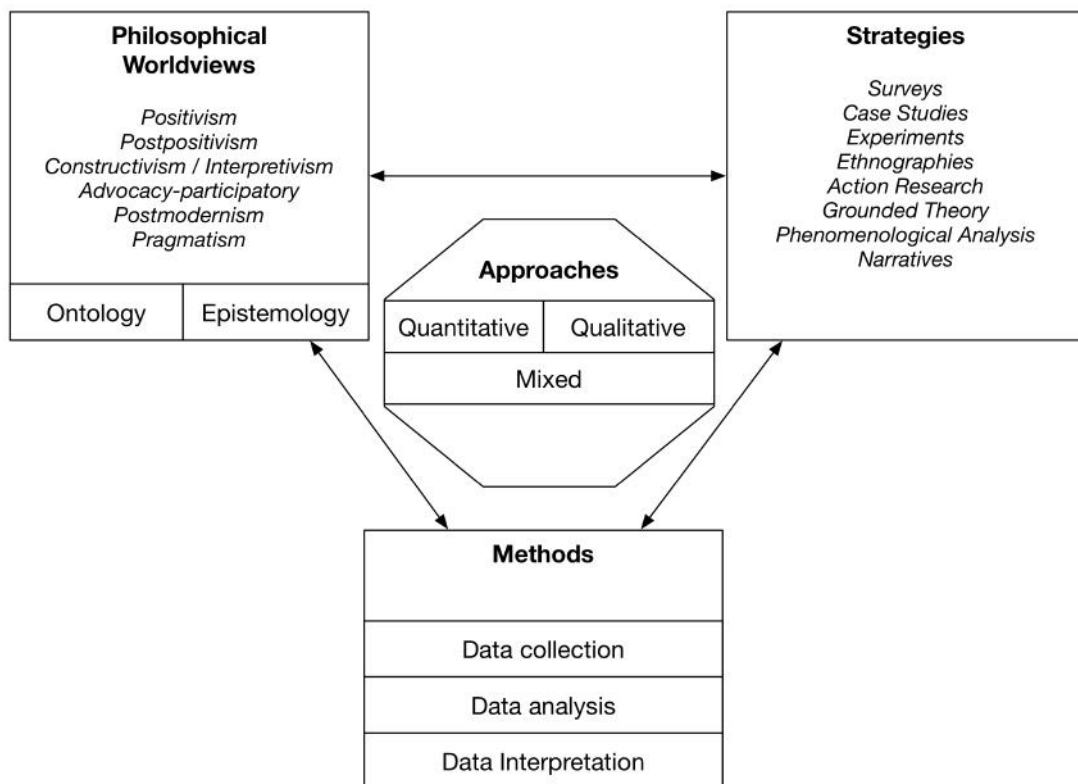 Philosophical
Worldviews
Positivism
Postpositivism
Constructivism / Interpretivism
Advocacy-participatory
Postmodernism
Pragmatism
Ontology
Epistemology
Strategies
Surveys
Case Studies
Experiments
Ethnographies
Action Research
Grounded Theory
Phenomenological Analysis
Narratives
Approaches
Quantitative
Qualitative
Mixed
Methods
Data collection
Data analysis
Data Interpretation